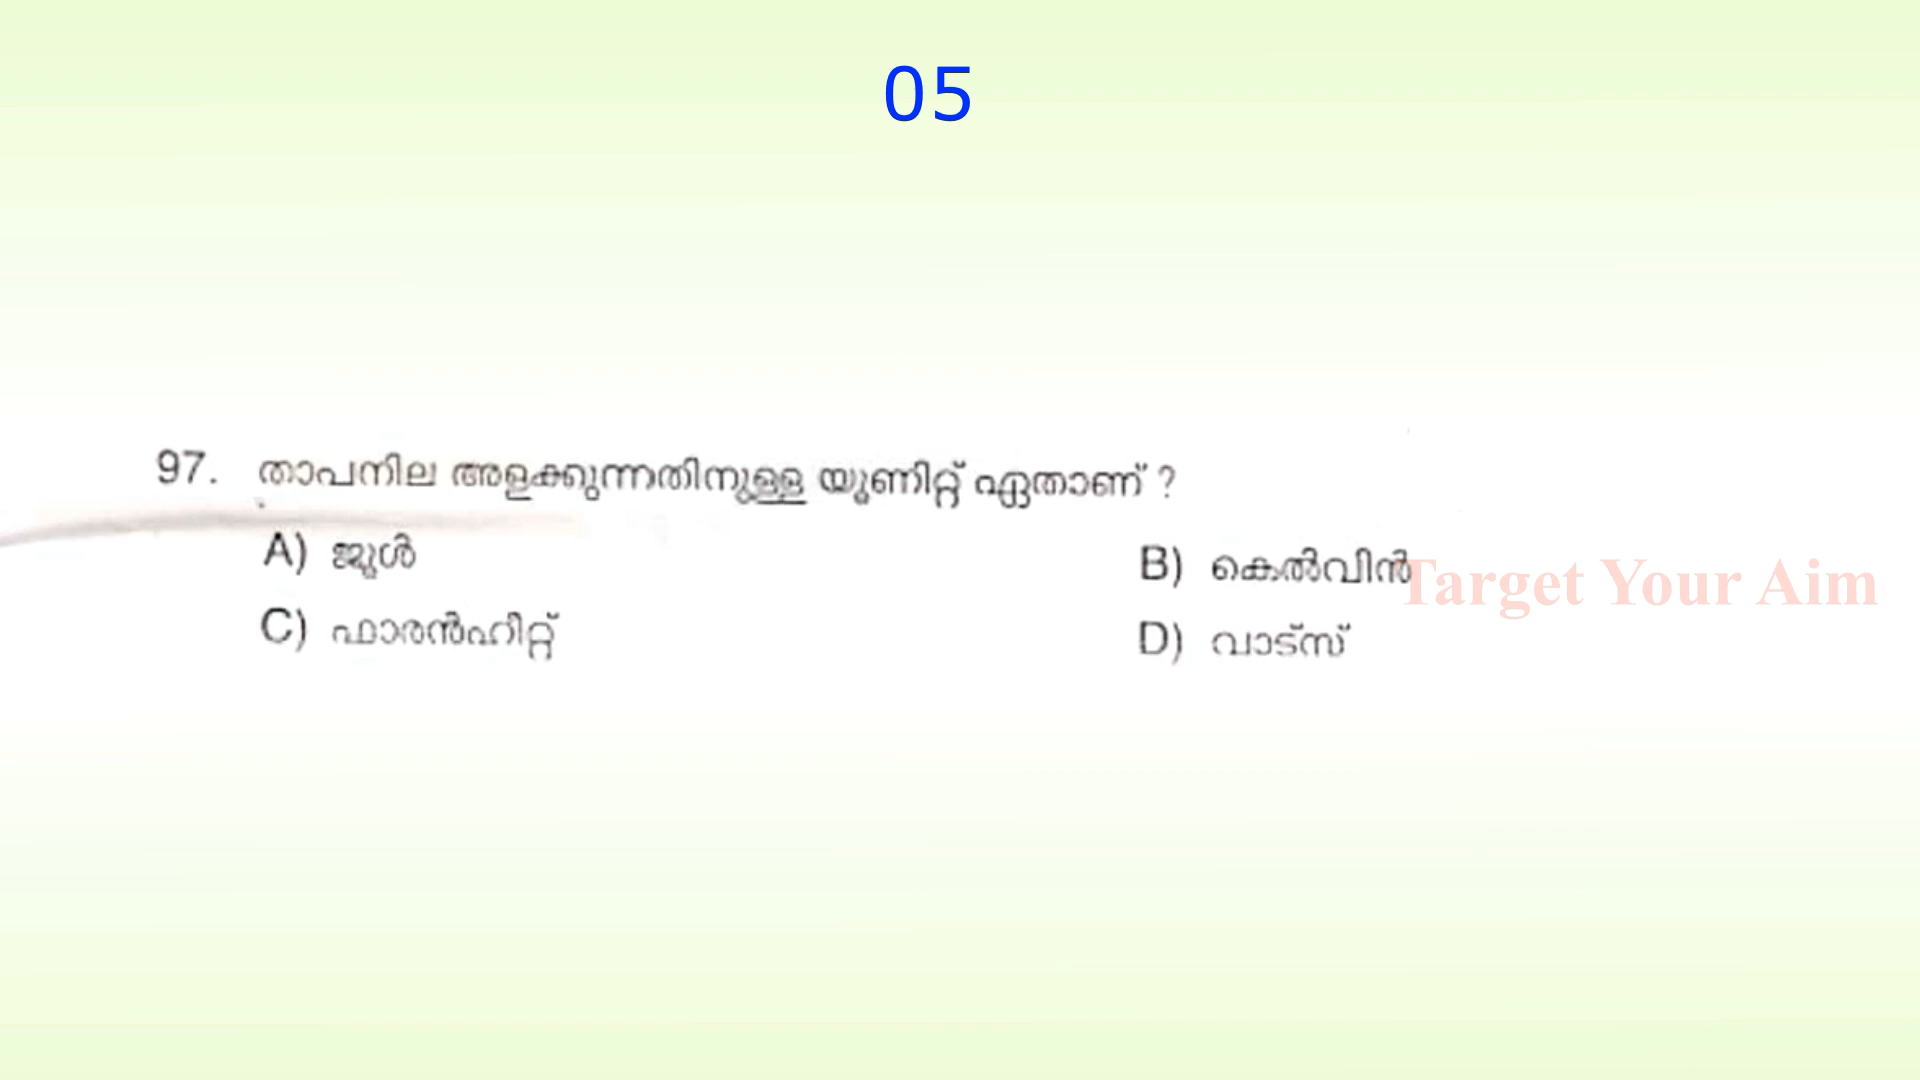 05
97. താപനില അളക്കുന്നതിനുള്ള യൂണിറ്റ് ഏതാണ് ?
A) ജൂൾ B) കെൽവിൻ
Target Your Aim
C) ഫാരൻഹീറ്റ് D) വാട്സ്